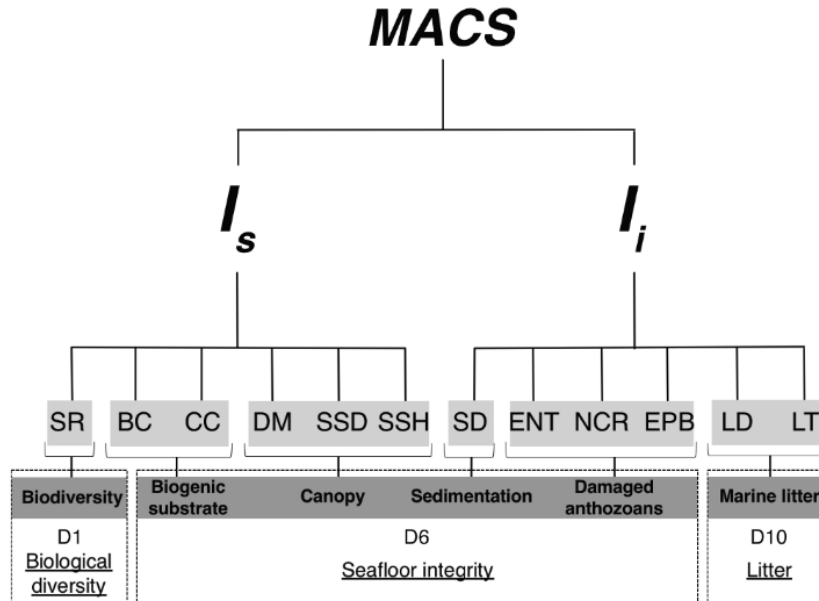 MACS
Is
Ii
SR BC CC DM SSD SSH SD ENT NCR EPB LD LT
Biodiversity
Biogenic
substrate
Canopy
Sedimentation
Damaged
anthozoans
Marine litter
D1
Biological
diversity
D6
Seafloor integrity
D10
Litter